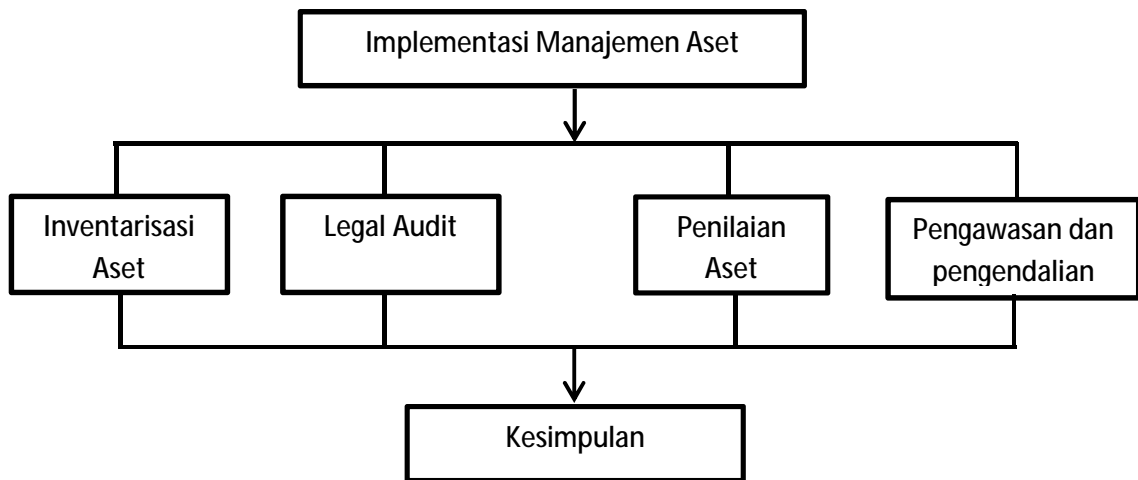 Implementasi Manajemen Aset
Inventarisasi
Aset
Legal Audit
Penilaian
Aset
Pengawasan dan
pengendalian
Kesimpulan